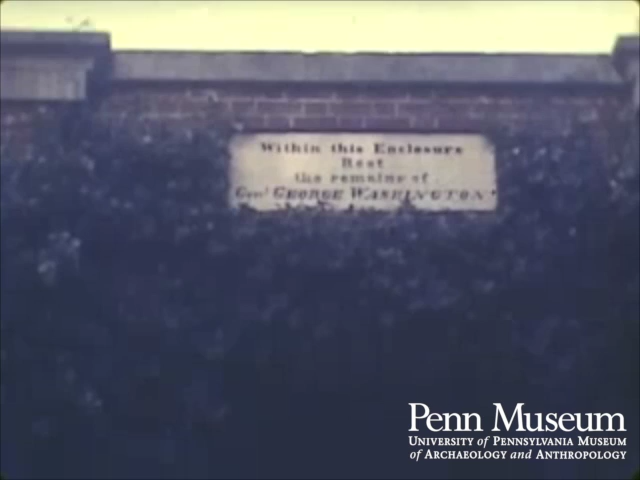 Within this Enclosure
Rest
the remains of
Genl GEORGE WASHINGTON.
Penn Museum
UNIVERSITY of PENNSYLVANIA MUSEUM
of ARCHAEOLOGY and ANTHROPOLOGY